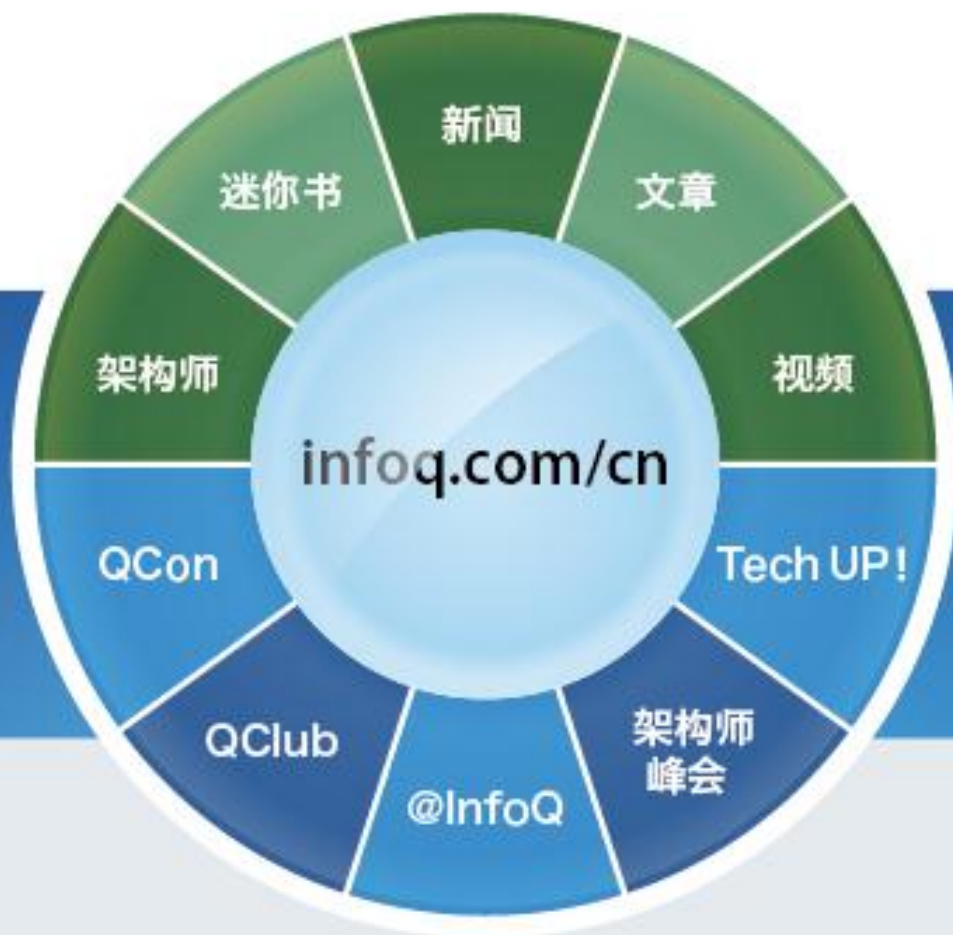 新闻
迷你书
文章
架构师
视频
infoq.com/cn
QCon
Tech UP!
QClub
架构师
峰会
@InfoQ